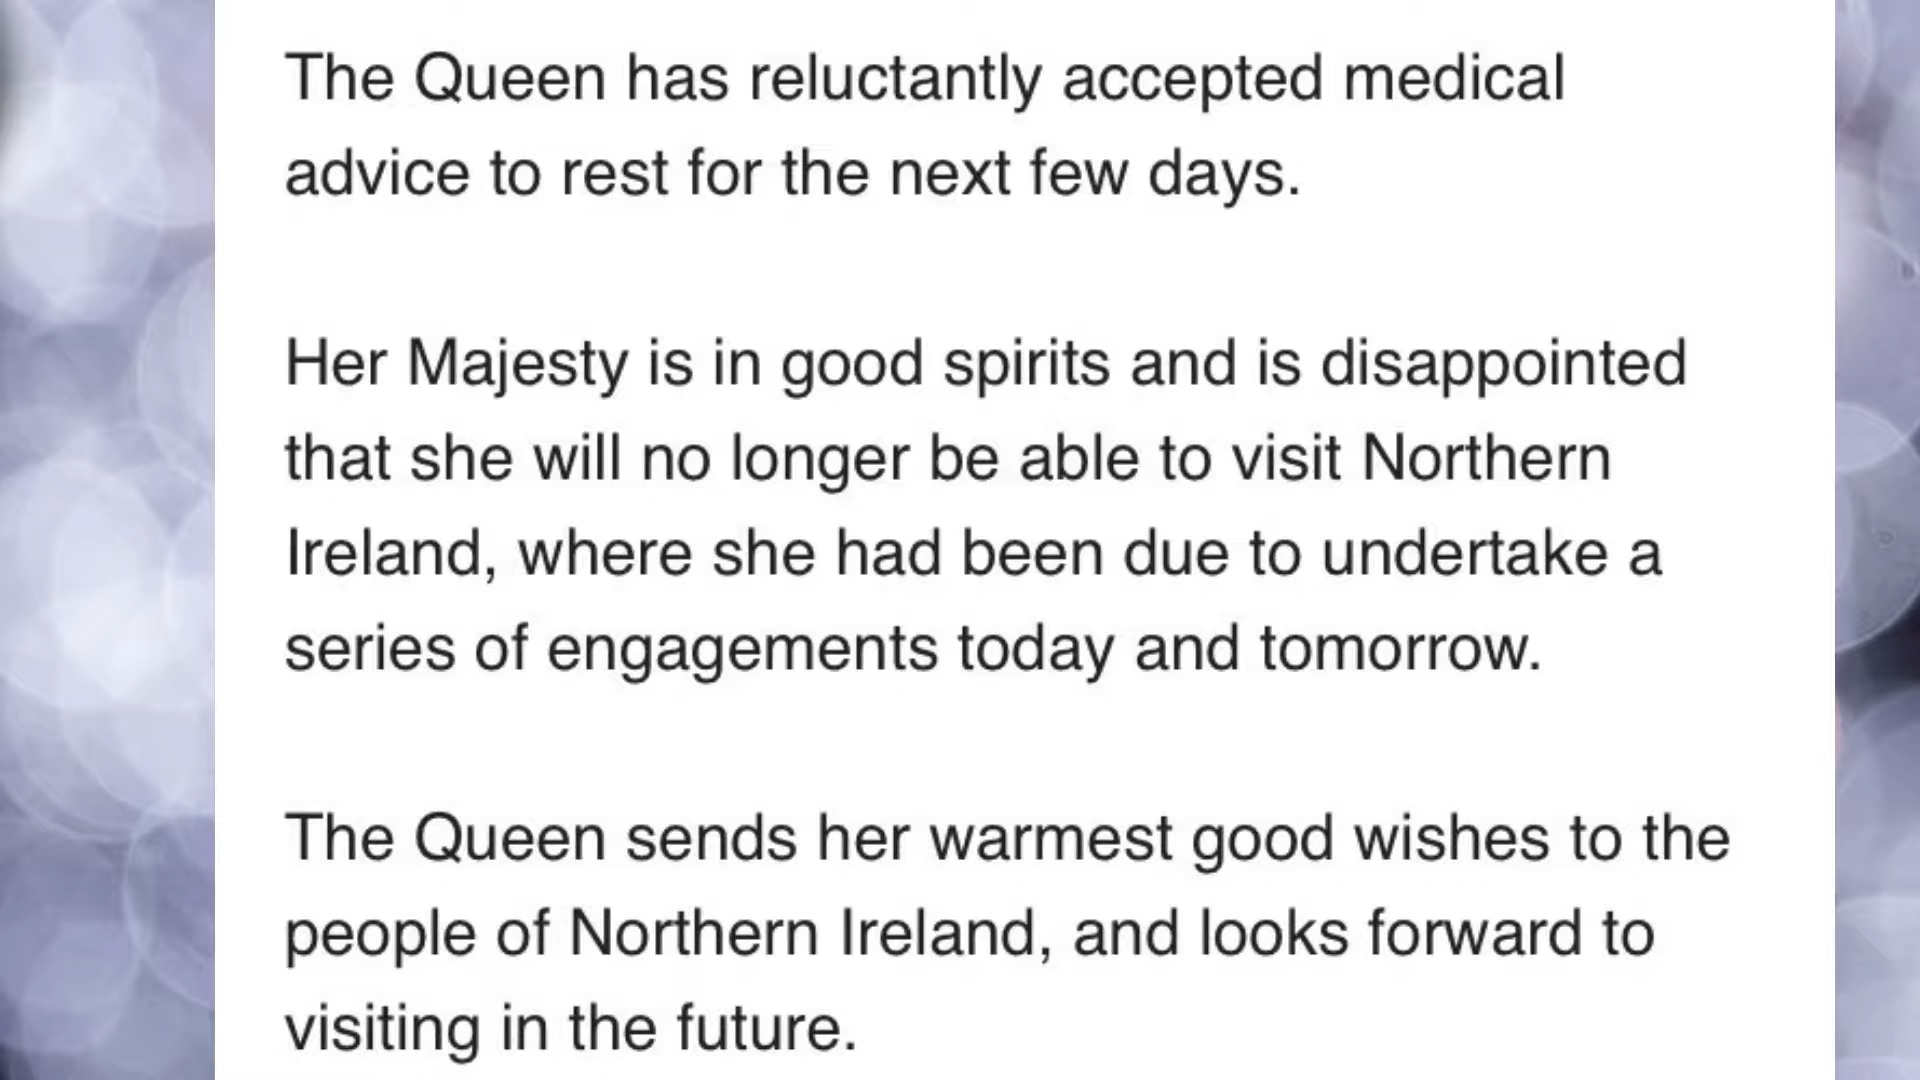 The Queen has reluctantly accepted medical
advice to rest for the next few days.
Her Majesty is in good spirits and is disappointed
that she will no longer be able to visit Northern
Ireland, where she had been due to undertake a
series of engagements today and tomorrow.
The Queen sends her warmest good wishes to the
people of Northern Ireland, and looks forward to
visiting in the future.